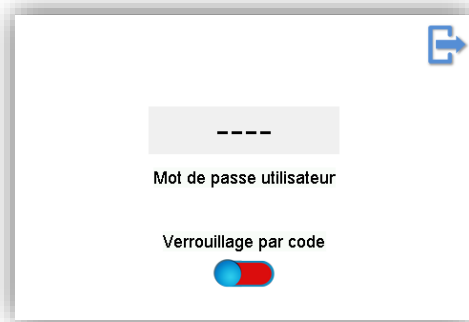 ----
Mot de passe utilisateur
Verrouillage par code